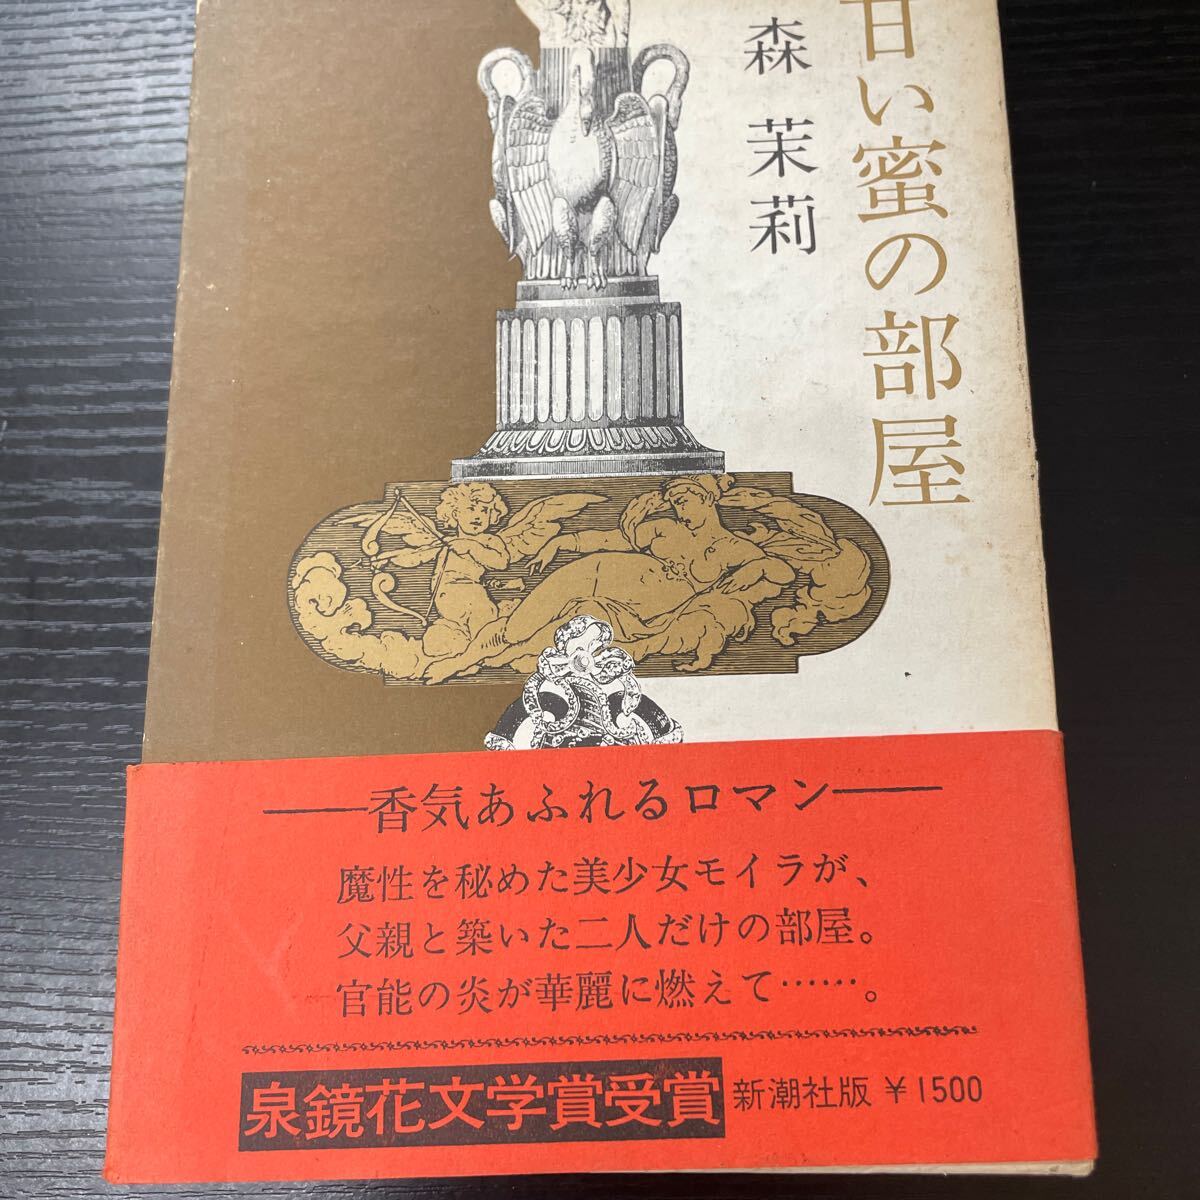 甘い蜜の部屋
森茉莉
——香気あふれるロマン——
魔性を秘めた美少女モイラが、
父親と築いた二人だけの部屋。
官能の炎が華麗に燃えて……。
泉鏡花文学賞受賞
新潮社版 ¥1500